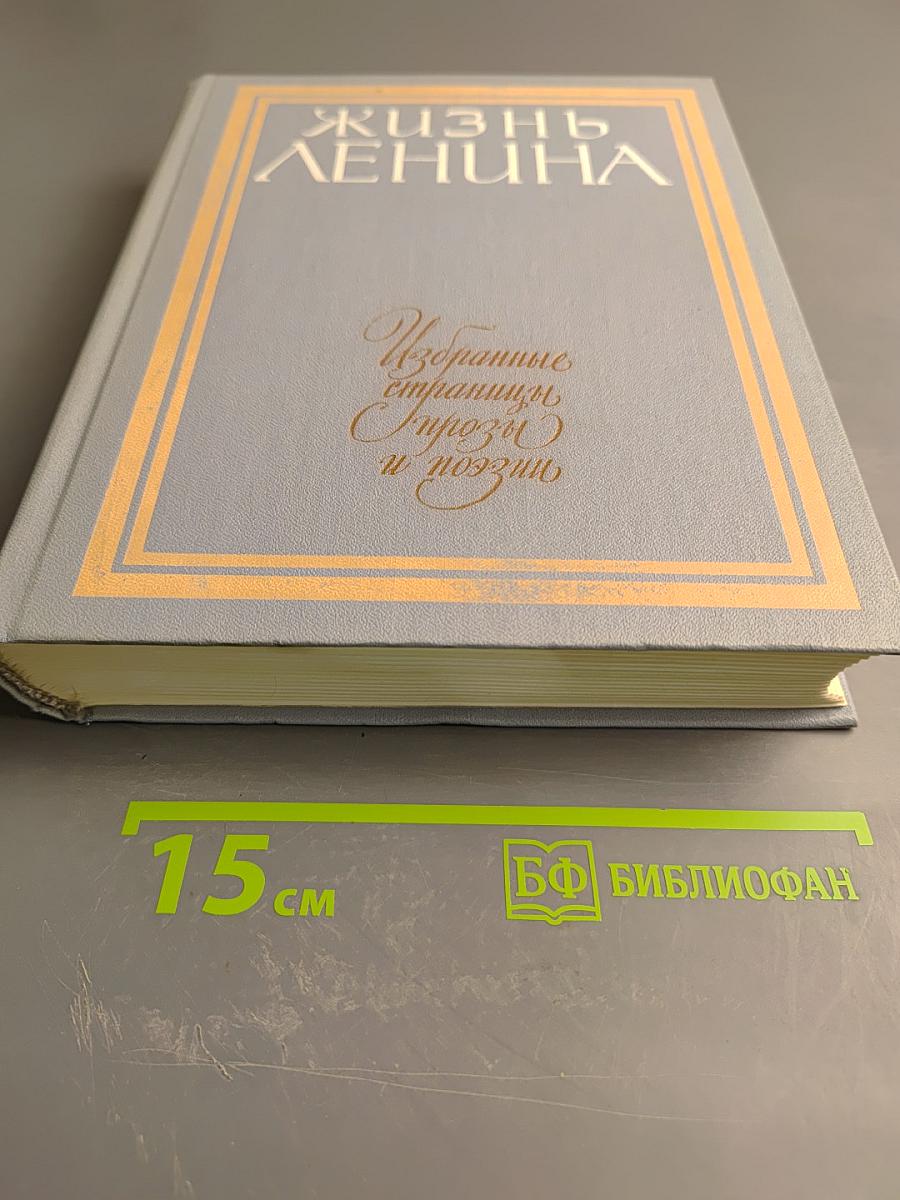 ЖИЗНЬ
ЛЕНИНА
Избранные
страницы
прозы
и поэзии
15 см
БФ БИБЛИОФАН